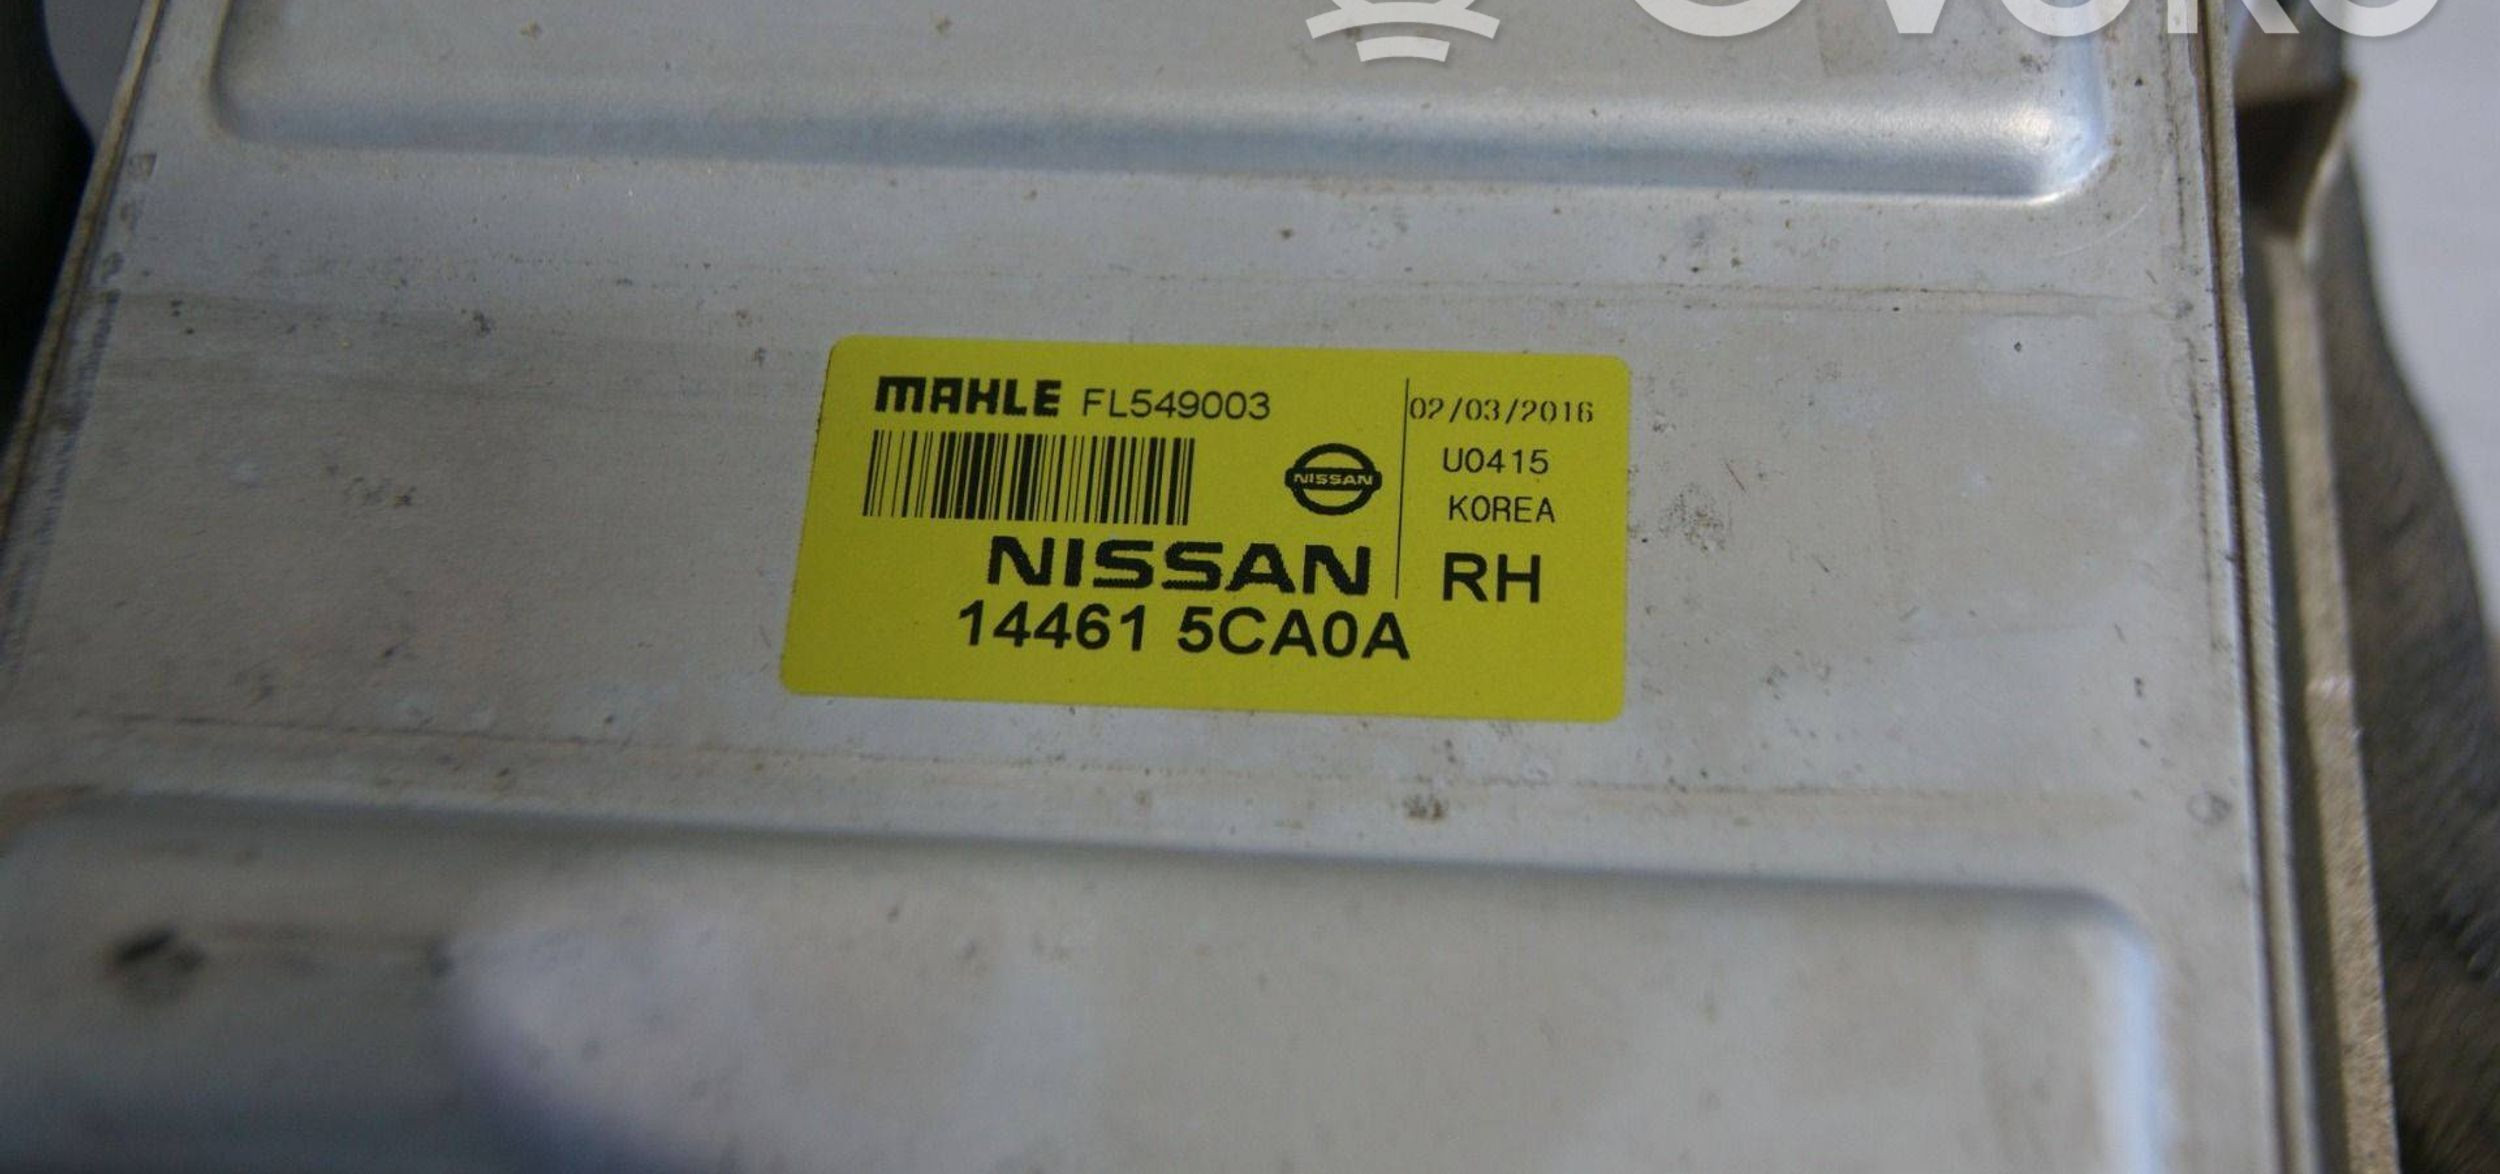 MAHLE FL549003
02/03/2016
U0415
KOREA
NISSAN
NISSAN
RH
14461 5CA0A